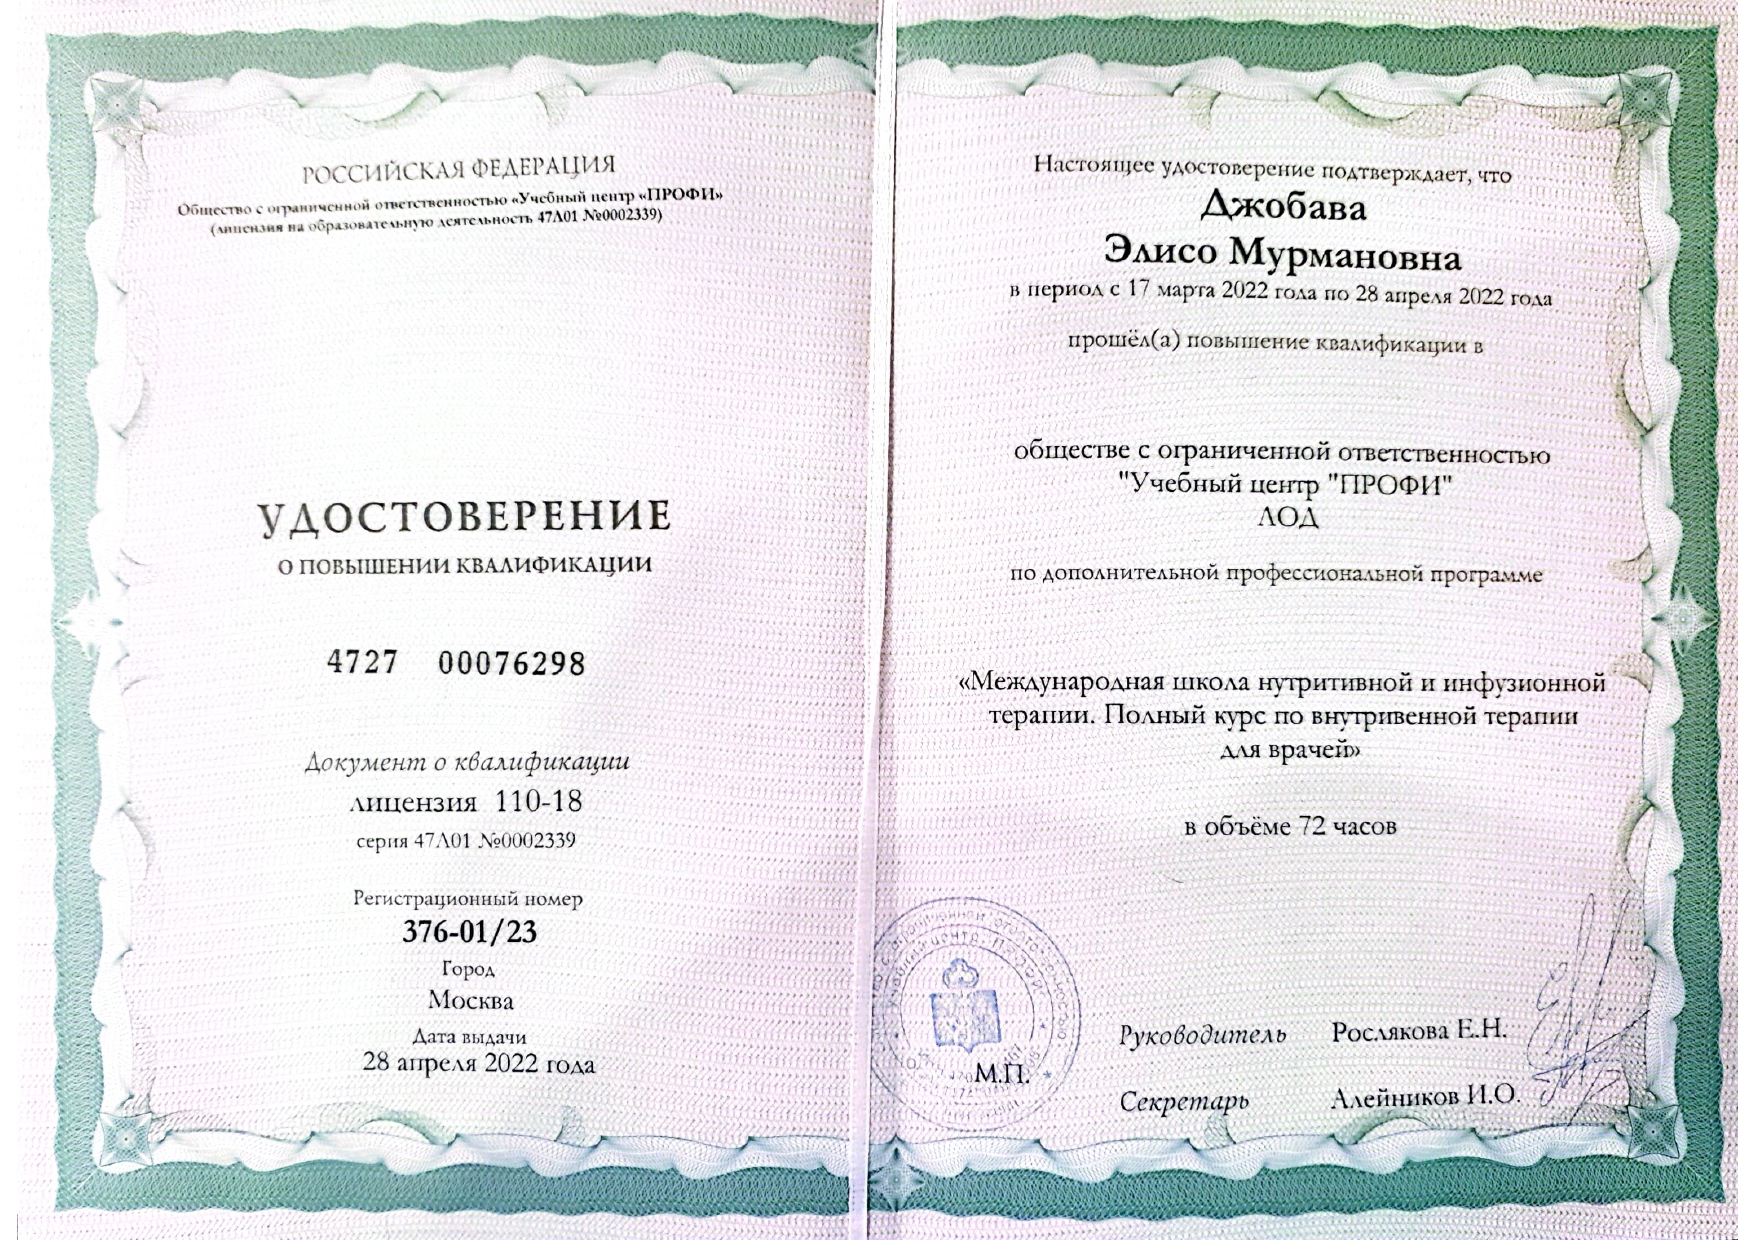 РОССИЙСКАЯ ФЕДЕРАЦИЯ
Общество с ограниченной ответственностью «Учебный центр «ПРОФИ»
(лицензия на образовательную деятельность 47Л01 №0002339)
УДОСТОВЕРЕНИЕ
О ПОВЫШЕНИИ КВАЛИФИКАЦИИ
4727 00076298
Документ о квалификации
лицензия 110-18
серия 47Л01 №0002339
Регистрационный номер
376-01/23
Город
Москва
Дата выдачи
28 апреля 2022 года
Настоящее удостоверение подтверждает, что
Джобава
Элисо Мурмановна
в период с 17 марта 2022 года по 28 апреля 2022 года
прошёл(а) повышение квалификации в
обществе с ограниченной ответственностью
"Учебный центр "ПРОФИ"
ЛОД
по дополнительной профессиональной программе
«Международная школа нутритивной и инфузионной
терапии. Полный курс по внутривенной терапии
для врачей»
в объёме 72 часов
М.П.
Руководитель Рослякова Е.Н.
Секретарь Алейников И.О.